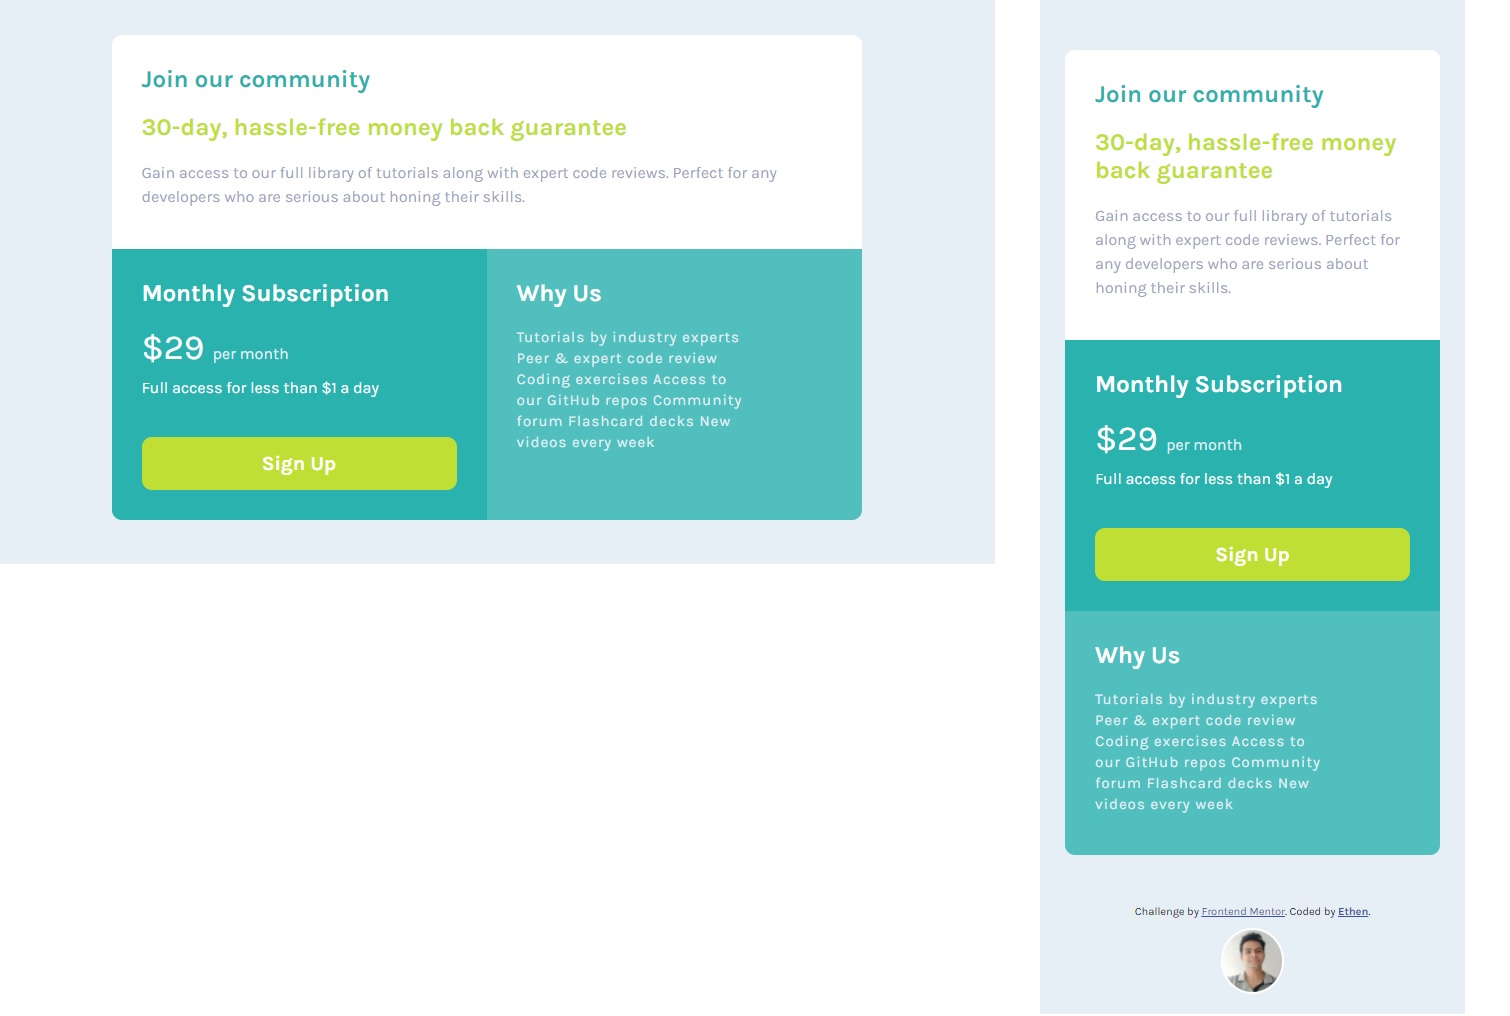 Join our community
30-day, hassle-free money back guarantee
Gain access to our full library of tutorials along with expert code reviews. Perfect for any
developers who are serious about honing their skills.
Monthly Subscription
$29 per month
Full access for less than $1 a day
Sign Up
Why Us
Tutorials by industry experts
Peer & expert code review
Coding exercises Access to
our GitHub repos Community
forum Flashcard decks New
videos every week
Join our community
30-day, hassle-free money
back guarantee
Gain access to our full library of tutorials
along with expert code reviews. Perfect for
any developers who are serious about
honing their skills.
Monthly Subscription
$29 per month
Full access for less than $1 a day
Sign Up
Why Us
Tutorials by industry experts
Peer & expert code review
Coding exercises Access to
our GitHub repos Community
forum Flashcard decks New
videos every week
Challenge by Frontend Mentor. Coded by Ethen.